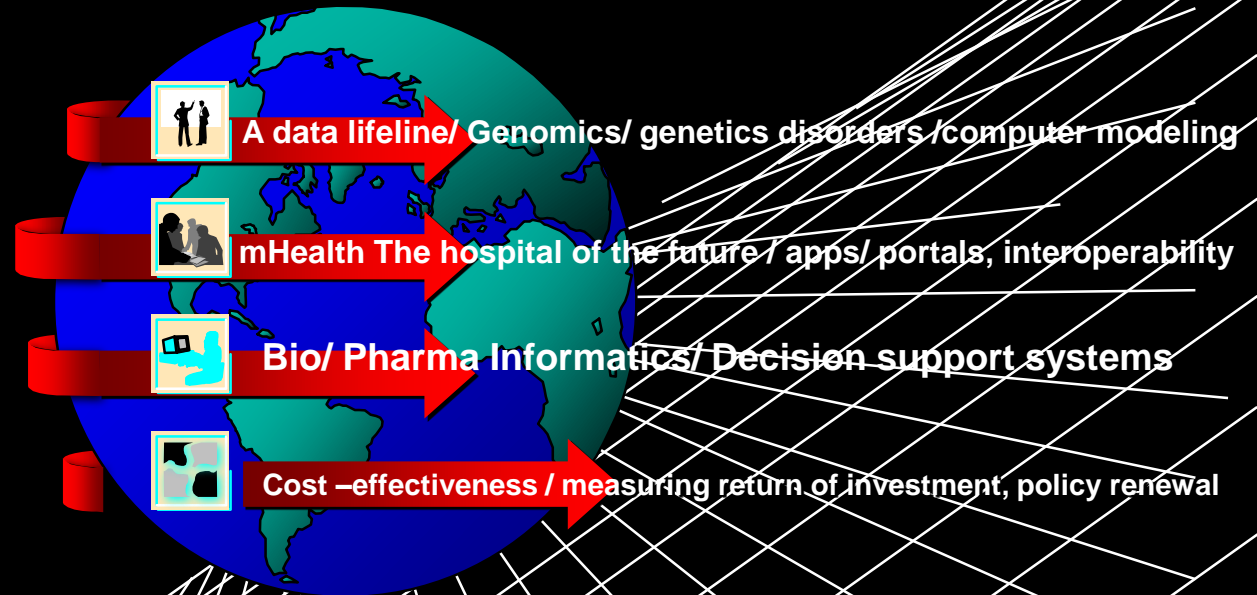 A data lifeline/ Genomics/ genetics disorders /computer modeling
mHealth The hospital of the future / apps/ portals, interoperability
Bio/ Pharma Informatics/ Decision support systems
Cost –effectiveness / measuring return of investment, policy renewal